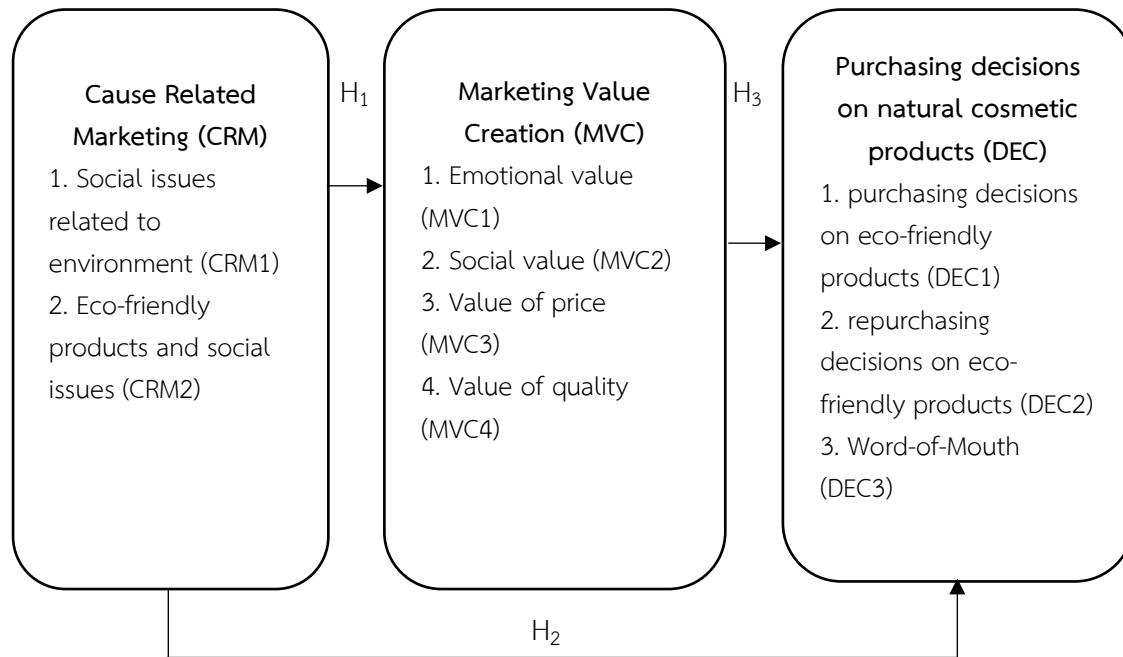 Cause Related
Marketing (CRM)
1. Social issues
related to
environment (CRM1)
2. Eco-friendly
products and social
issues (CRM2)
H₁
Marketing Value
Creation (MVC)
1. Emotional value
(MVC1)
2. Social value (MVC2)
3. Value of price
(MVC3)
4. Value of quality
(MVC4)
H₃
Purchasing decisions
on natural cosmetic
products (DEC)
1. purchasing decisions
on eco-friendly
products (DEC1)
2. repurchasing
decisions on eco-
friendly products (DEC2)
3. Word-of-Mouth
(DEC3)
H₂